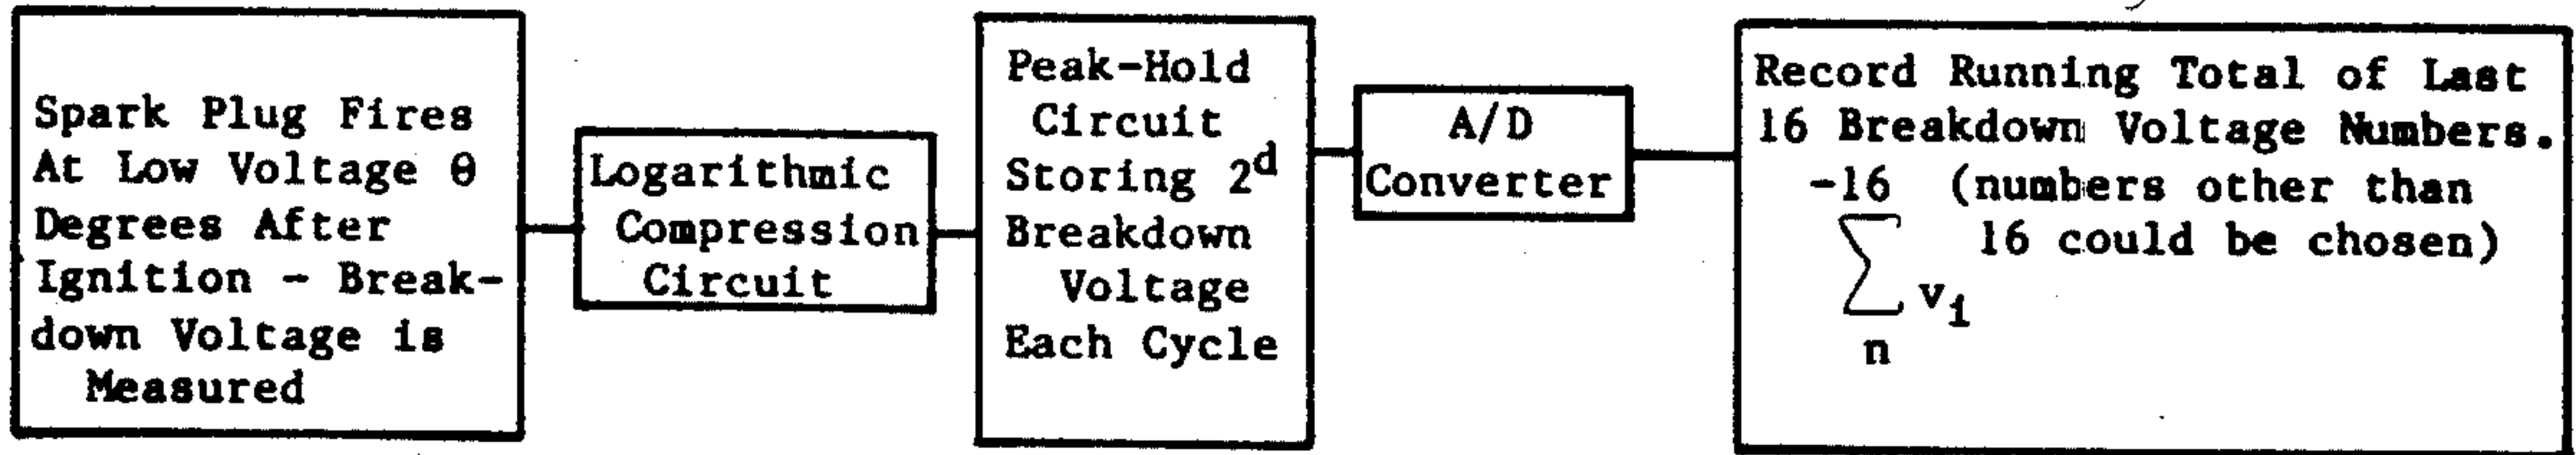 Spark Plug Fires
At Low Voltage θ
Degrees After
Ignition - Break-
down Voltage is
Measured
Logarithmic
Compression
Circuit
Peak-Hold
Circuit
Storing 2d
Breakdown
Voltage
Each Cycle
A/D
Converter
Record Running Total of Last
16 Breakdown Voltage Numbers.
-16 (numbers other than
16 could be chosen)
∑ vi
n